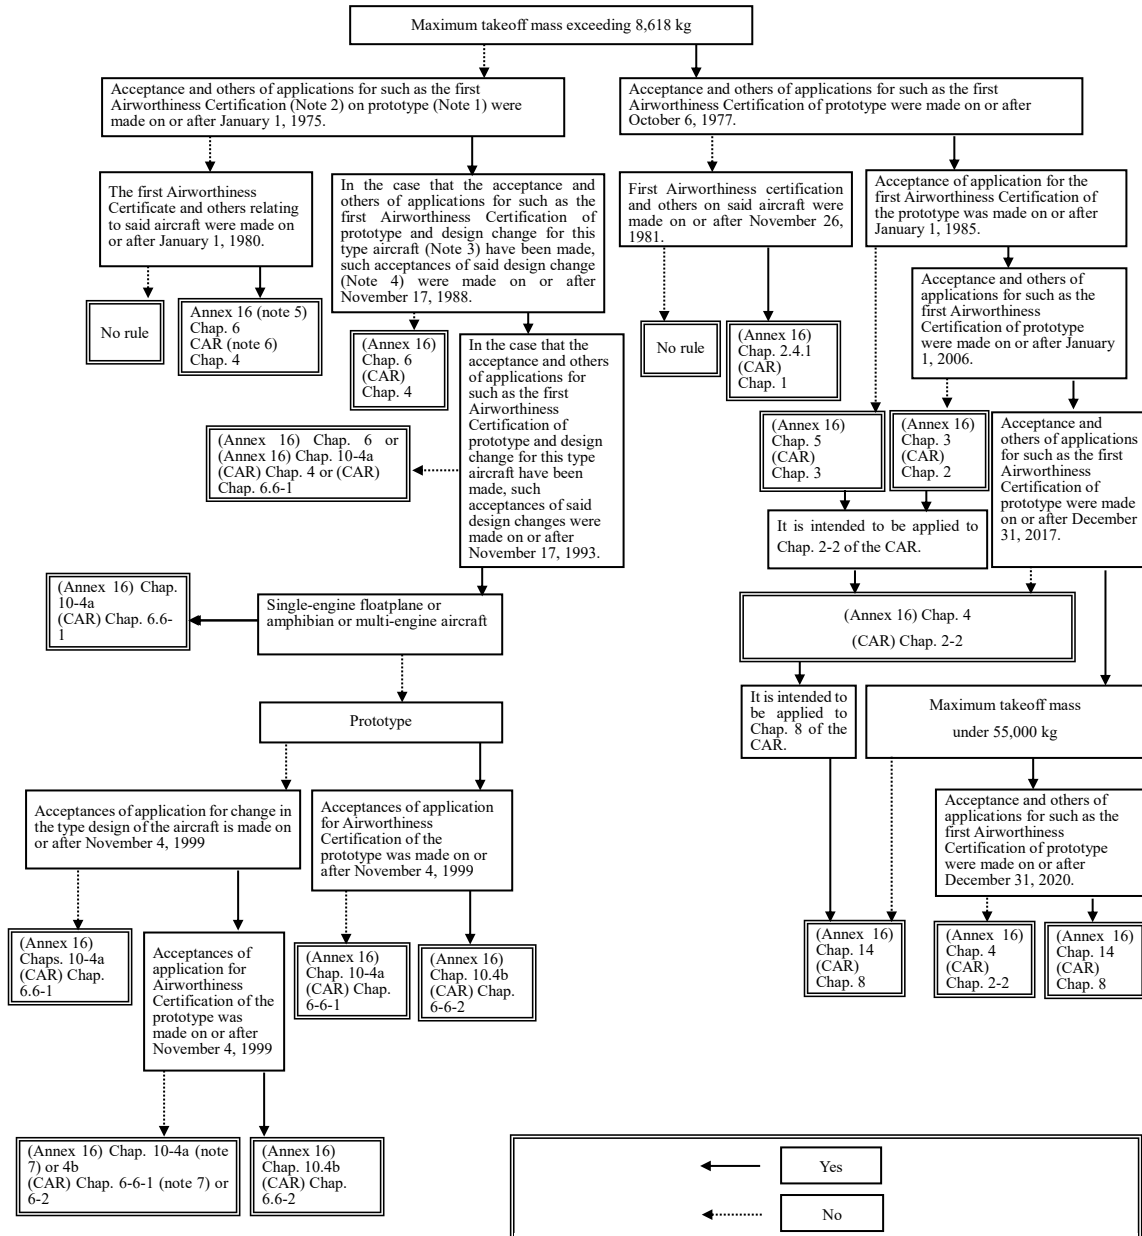 Maximum takeoff mass exceeding 8,618 kg
Acceptance and others of applications for such as the first
Airworthiness Certification (Note 2) on prototype (Note 1) were
made on or after January 1, 1975.
Acceptance and others of applications for such as the first
Airworthiness Certification of prototype were made on or after
October 6, 1977.
The first Airworthiness
Certificate and others relating
to said aircraft were made on
or after January 1, 1980.
In the case that the acceptance and
others of applications for such as the
first Airworthiness Certification of
prototype and design change for this
type aircraft (Note 3) have been made,
such acceptances of said design change
(Note 4) were made on or after
November 17, 1988.
First Airworthiness certification
and others on said aircraft were
made on or after November 26,
1981.
Acceptance of application for the
first Airworthiness Certification of
the prototype was made on or after
January 1, 1985.
Acceptance and others of
applications for such as the
first Airworthiness
Certification of prototype
were made on or after January
1, 2006.
No rule
Annex 16 (note 5)
Chap. 6
CAR (note 6)
Chap. 4
(Annex 16)
Chap. 6
(CAR)
Chap. 4
In the case that the
acceptance and others
of applications for
such as the first
Airworthiness
Certification of
prototype and design
change for this type
aircraft have been
made, such
acceptances of said
design changes were
made on or after
November 17, 1993.
No rule
(Annex 16)
Chap. 2.4.1
(CAR)
Chap. 1
(Annex 16)
Chap. 5
(CAR)
Chap. 3
(Annex 16)
Chap. 3
(CAR)
Chap. 2
Acceptance and
others of applications
for such as the first
Airworthiness
Certification of
prototype were made
on or after December
31, 2017.
(Annex 16) Chap. 6 or
(Annex 16) Chap. 10-4a
(CAR) Chap. 4 or (CAR)
Chap. 6.6-1
It is intended to be applied to
Chap. 2-2 of the CAR.
(Annex 16) Chap.
10-4a
(CAR) Chap. 6.6-
1
Single-engine floatplane or
amphibian or multi-engine aircraft
(Annex 16) Chap. 4
(CAR) Chap. 2-2
Prototype
It is intended to
be applied to
Chap. 8 of the
CAR.
Maximum takeoff mass
under 55,000 kg
Acceptances of application for change in
the type design of the aircraft is made on
or after November 4, 1999
Acceptances of application
for Airworthiness
Certification of the
prototype was made on or
after November 4, 1999
Acceptance and others of
applications for such as the
first Airworthiness
Certification of prototype
were made on or after
December 31, 2020.
(Annex 16)
Chaps. 10-4a
(CAR) Chap.
6.6-1
Acceptances of
application for
Airworthiness
Certification of the
prototype was
made on or after
November 4, 1999
(Annex 16)
Chap. 10-4a
(CAR) Chap.
6-6-1
(Annex 16)
Chap. 10.4b
(CAR) Chap.
6-6-2
(Annex 16)
Chap. 14
(CAR)
Chap. 8
(Annex 16)
Chap. 4
(CAR)
Chap. 2-2
(Annex 16)
Chap. 14
(CAR)
Chap. 8
(Annex 16) Chap. 10-4a (note
7) or 4b
(CAR) Chap. 6-6-1 (note 7) or
6-2
(Annex 16)
Chap. 10.4b
(CAR) Chap.
6.6-2
Yes
No